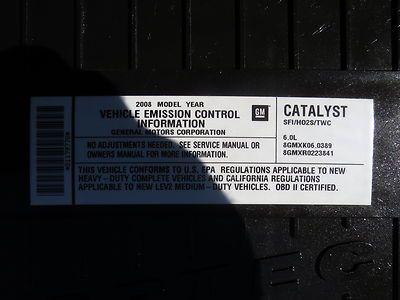 2008 MODEL YEAR
VEHICLE EMISSION CONTROL
INFORMATION
GENERAL MOTORS CORPORATION
GM
NO ADJUSTMENTS NEEDED. SEE SERVICE MANUAL OR
OWNERS MANUAL FOR MORE INFORMATION.
CATALYST
SFI/HO2S/TWC
6.0L
8GMXK06.0389
8GMXR0223841
THIS VEHICLE CONFORMS TO U.S. EPA REGULATIONS APPLICABLE TO NEW
HEAVY-DUTY COMPLETE VEHICLES AND CALIFORNIA REGULATIONS
APPLICABLE TO NEW LEV2 MEDIUM-DUTY VEHICLES. OBD II CERTIFIED.